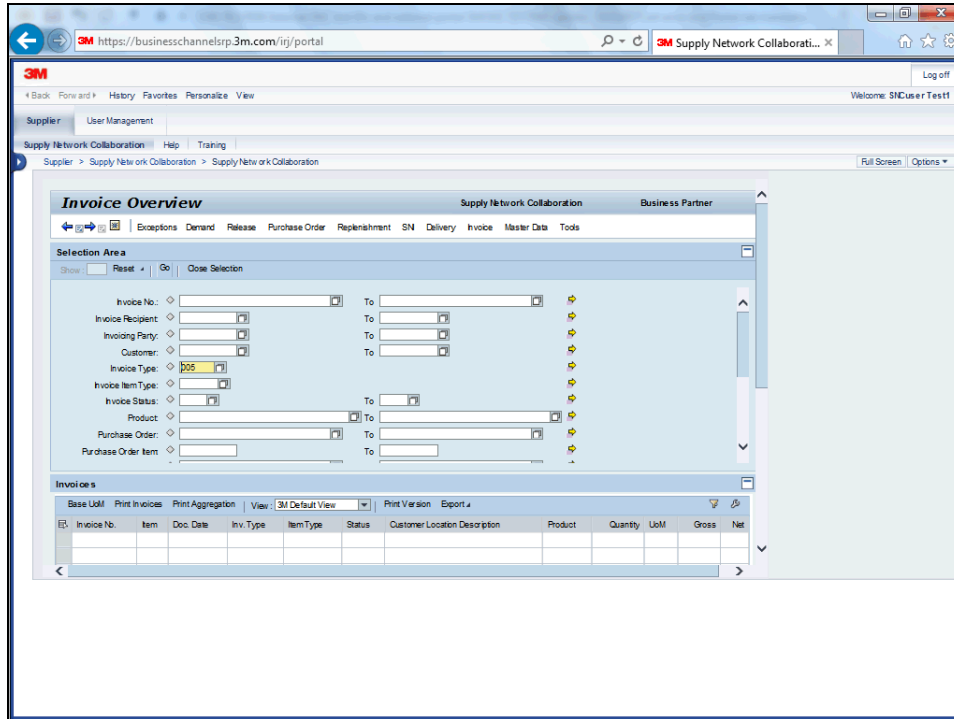 3M https://businesschannelsrp.3m.com/irj/portal
3M Supply Network Collaborati... ×
3M
Log off
Back Forward History Favorites Personalize View
Welcome: SNCuser Test1
Supplier User Management
Supply Network Collaboration Help Training
Supplier > Supply Network Collaboration > Supply Network Collaboration
Full Screen Options
Invoice Overview Supply Network Collaboration Business Partner
Exceptions Demand Release Purchase Order Replenishment SN Delivery Invoice Master Data Tools
Selection Area
Show: Reset Go Close Selection
Invoice No.: To
Invoice Recipient: To
Invoicing Party: To
Customer: To
Invoice Type: 005
Invoice Item Type:
Invoice Status: To
Product: To
Purchase Order: To
Purchase Order Item: To
Invoices
Base UoM Print Invoices Print Aggregation View: 3M Default View Print Version Export
Invoice No. Item Doc. Date Inv. Type Item Type Status Customer Location Description Product Quantity UoM Gross Net